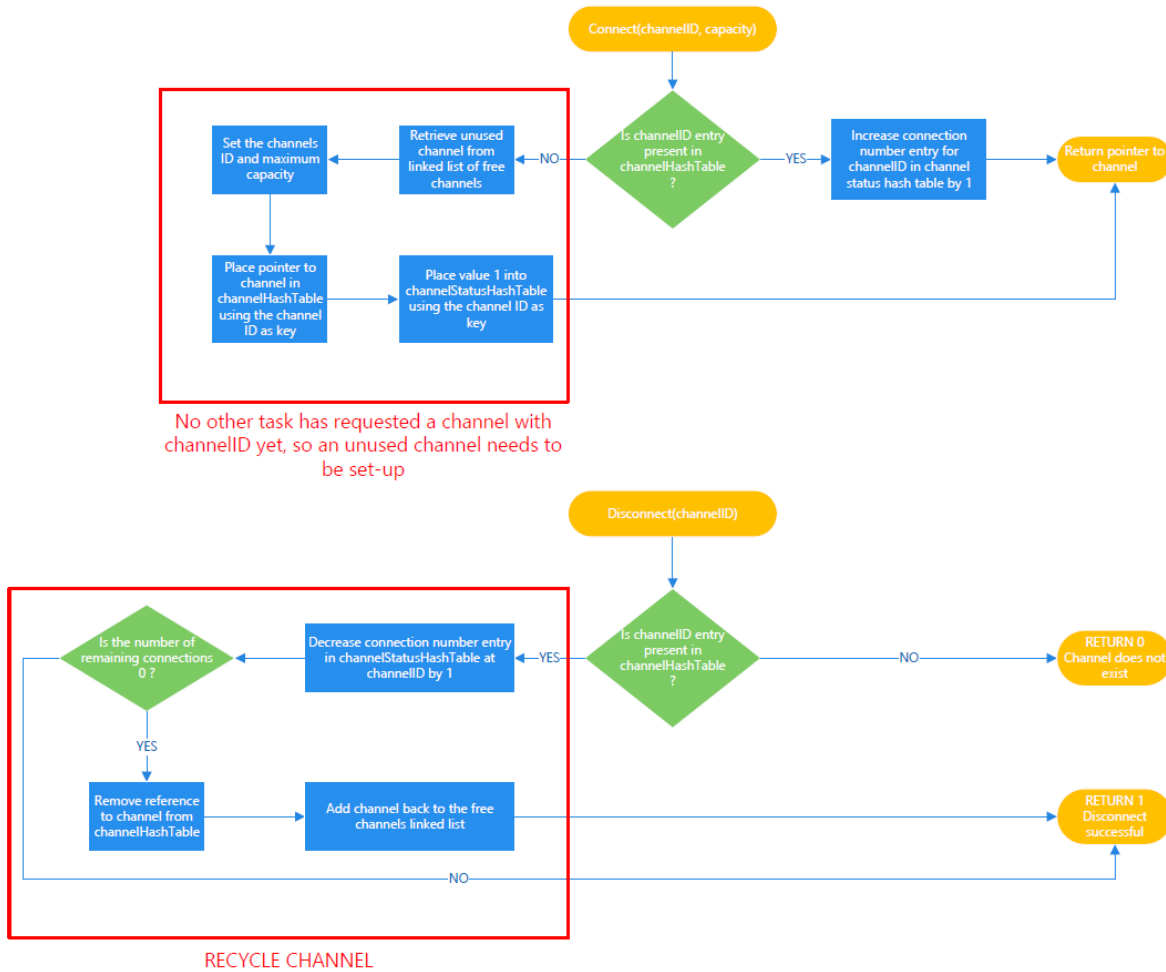 Connect(channelID, capacity)
Set the channels
ID and maximum
capacity
Retrieve unused
channel from
linked list of free
channels
NO
Is channelID entry
present in
channelHashTable
?
YES
Increase connection
number entry for
channelID in channel
status hash table by 1
Return pointer to
channel
Place pointer to
channel in
channelHashTable
using the channel
ID as key
Place value 1 into
channelStatusHashTable
using the channel ID as
key
No other task has requested a channel with
channelID yet, so an unused channel needs to
be set-up
Disconnect(channelID)
Is the number of
remaining connections
0 ?
Decrease connection number entry
in channelStatusHashTable at
channelID by 1
YES
Is channelID entry
present in
channelHashTable
?
NO
RETURN 0
Channel does not
exist
YES
Remove reference
to channel from
channelHashTable
Add channel back to the free
channels linked list
RETURN 1
Disconnect
successful
NO
RECYCLE CHANNEL